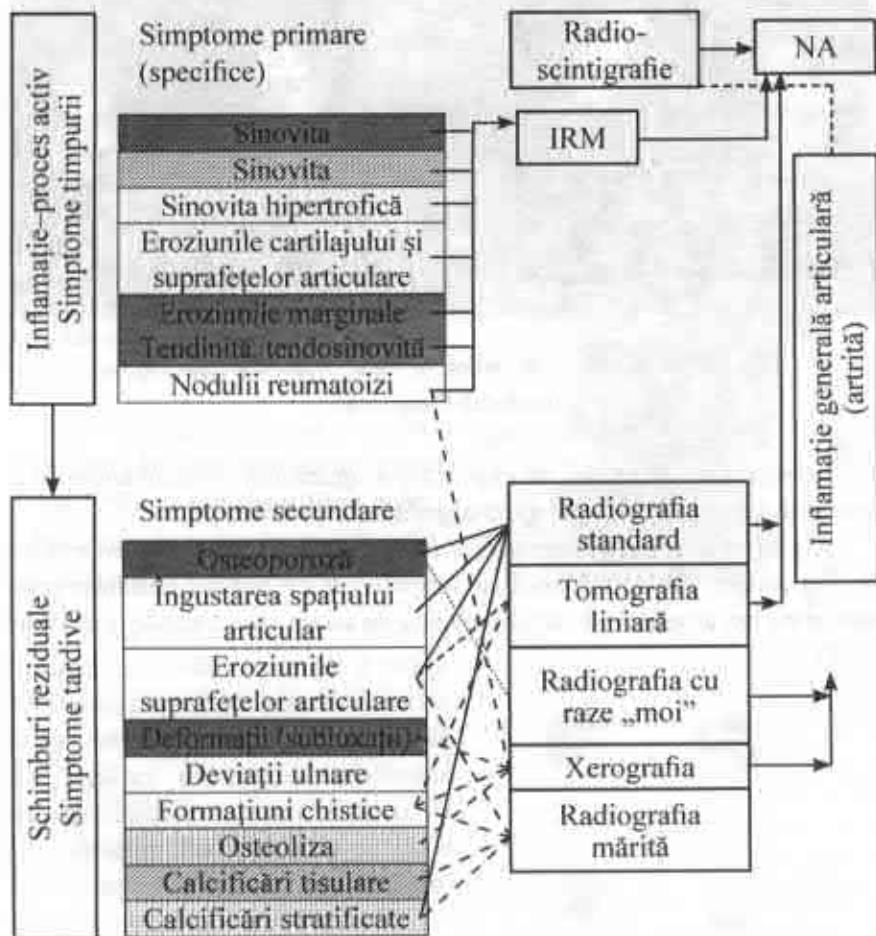 Inflamație–proces activ
Simptome timpurii
Simptome primare
(specifice)
Sinovita
Sinovita
Sinovita hipertrofică
Eroziunile cartilajului și
suprafețelor articulare
Eroziunile marginale
Tendinită, tendosinovită
Nodulii reumatoizi
Radio-
scintigrafie
NA
IRM
Inflamație generală articulară
(artrită)
Schimburi reziduale
Simptome tardive
Simptome secundare
Osteoporoză
Îngustarea spațiului
articular
Eroziunile
suprafețelor articulare
Deformații (subluxații)
Deviații ulnare
Formațiuni chistice
Osteoliza
Calcificări tisulare
Calcificări stratificate
Radiografia
standard
Tomografia
liniară
Radiografia cu
raze „moi”
Xerografia
Radiografia
mărită